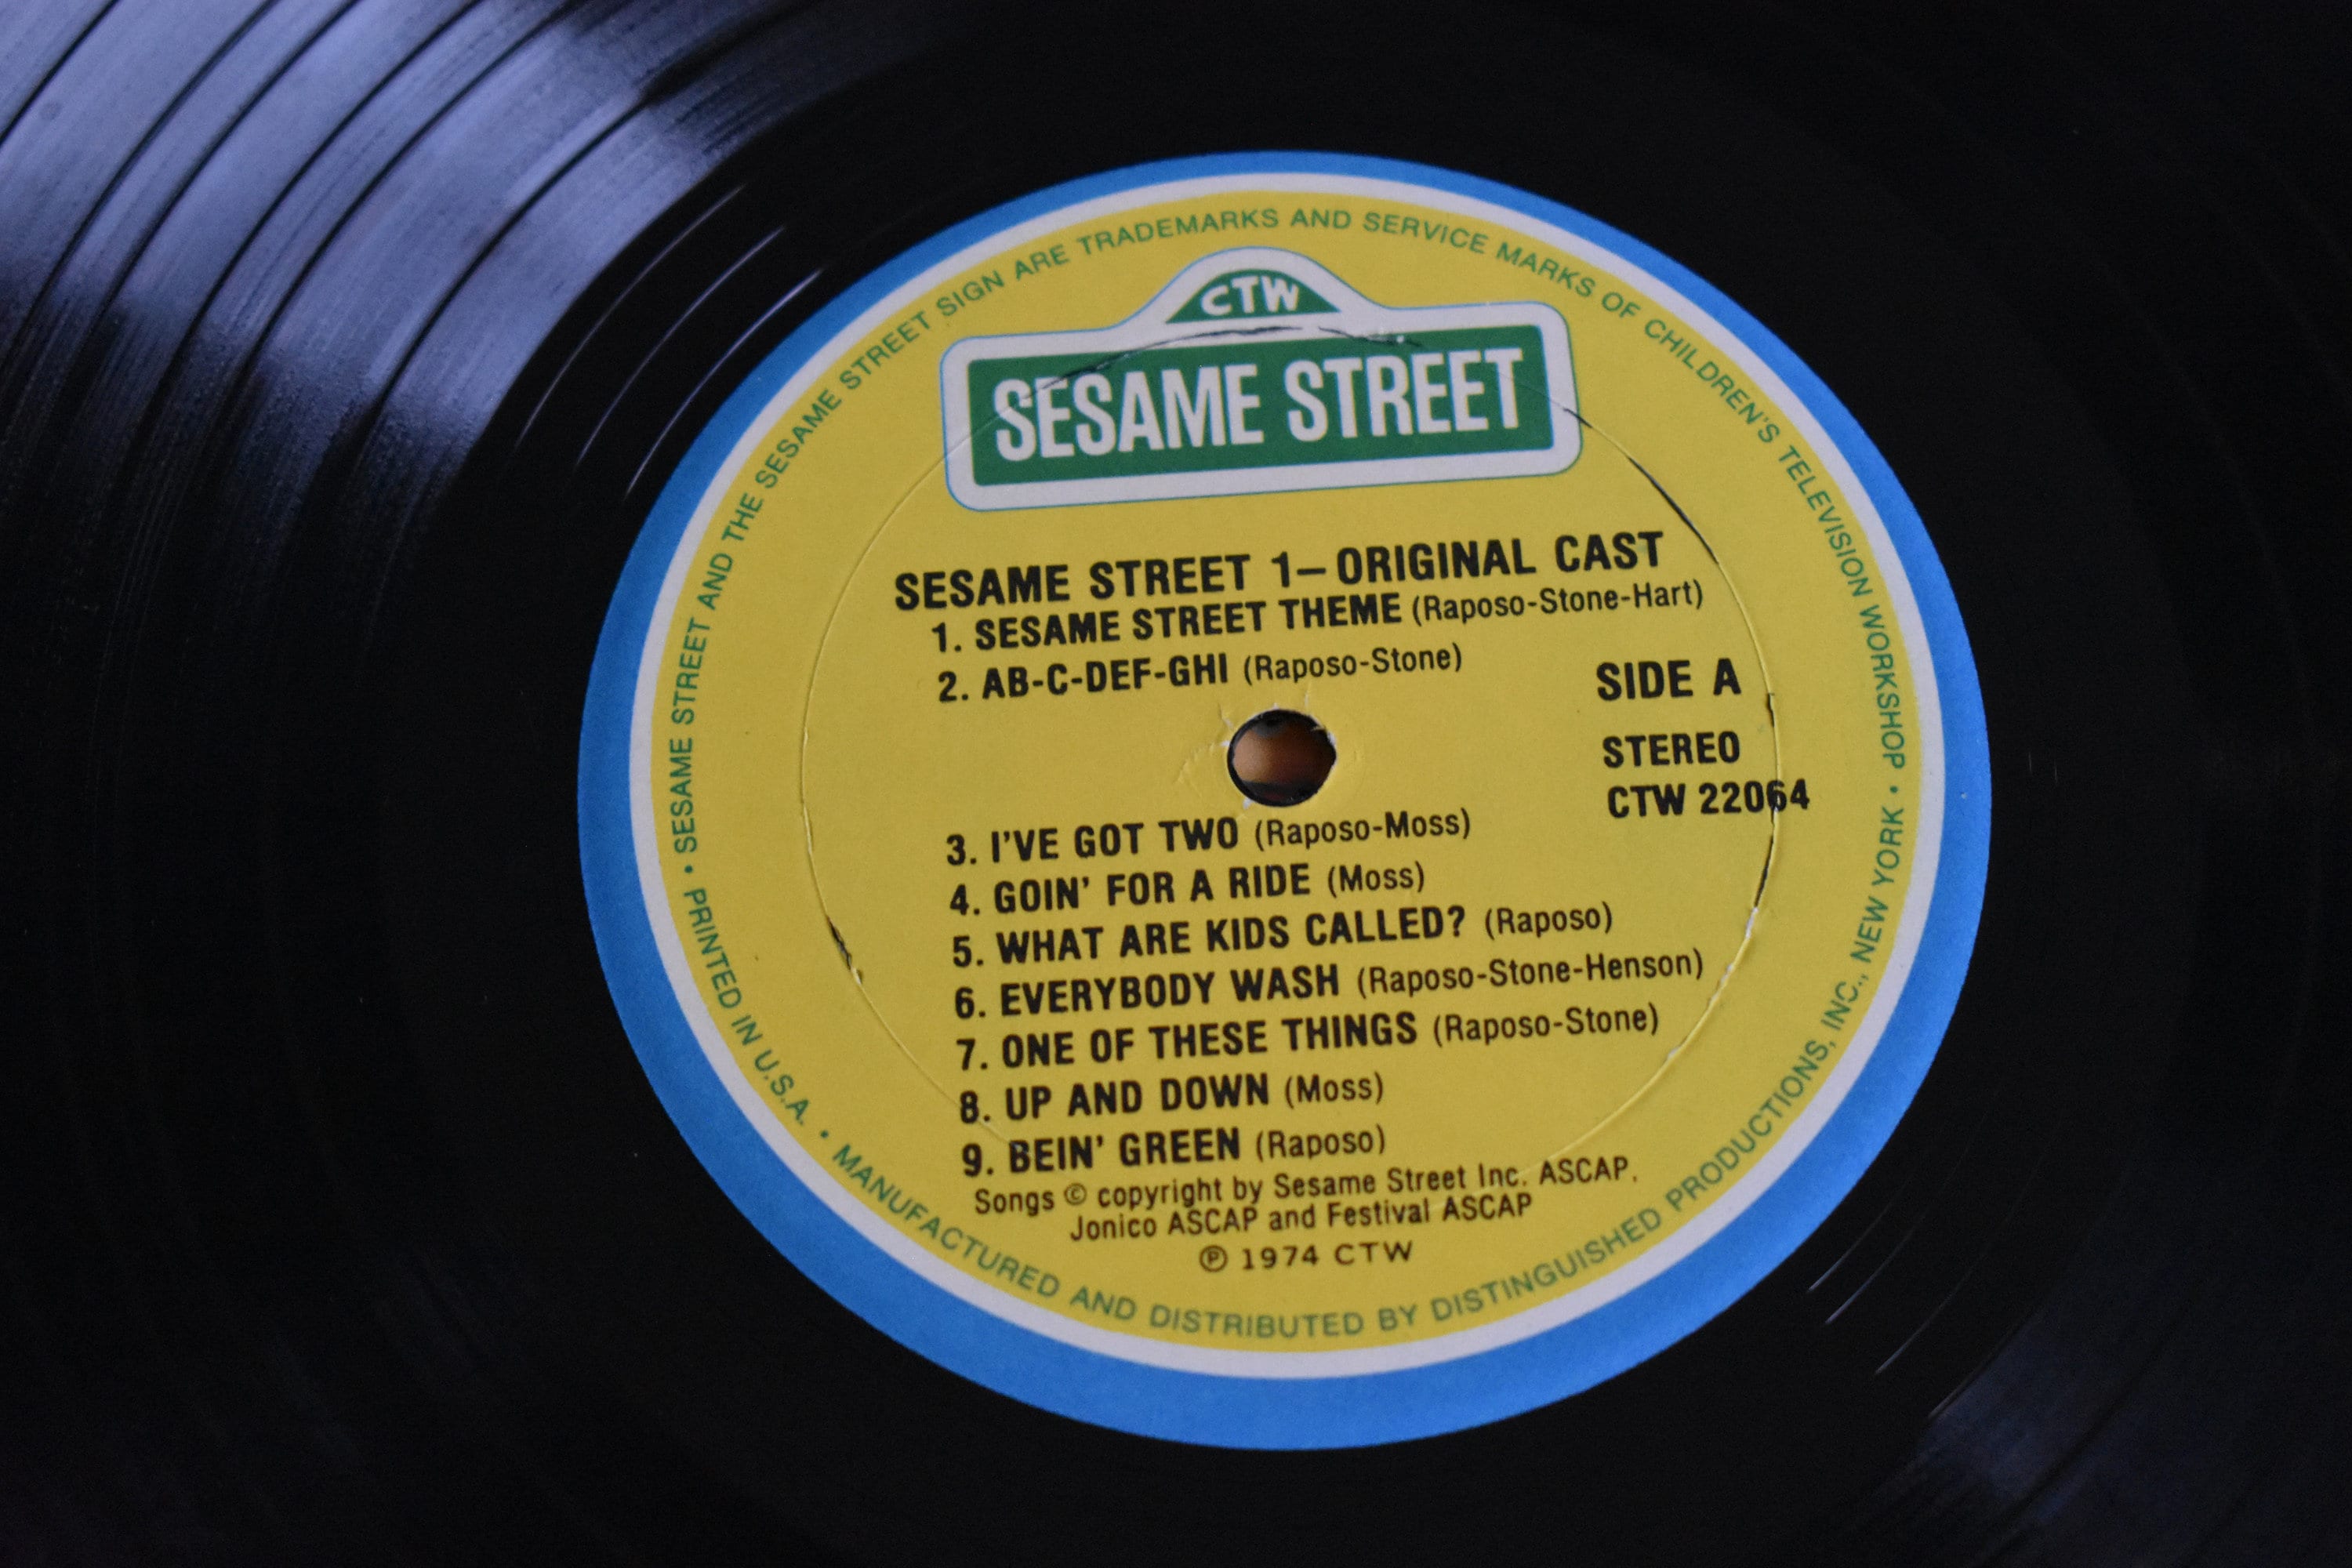 SESAME STREET AND THE SESAME STREET SIGN ARE TRADEMARKS AND SERVICE MARKS OF CHILDREN'S TELEVISION WORKSHOP •
CTW
SESAME STREET
SESAME STREET 1—ORIGINAL CAST
1. SESAME STREET THEME (Raposo-Stone-Hart)
2. AB-C-DEF-GHI (Raposo-Stone)
SIDE A
STEREO
CTW 22064
3. I'VE GOT TWO (Raposo-Moss)
4. GOIN' FOR A RIDE (Moss)
5. WHAT ARE KIDS CALLED? (Raposo)
6. EVERYBODY WASH (Raposo-Stone-Henson)
7. ONE OF THESE THINGS (Raposo-Stone)
8. UP AND DOWN (Moss)
9. BEIN' GREEN (Raposo)
Songs © copyright by Sesame Street Inc. ASCAP,
Jonico ASCAP and Festival ASCAP
℗ 1974 CTW
PRINTED IN U.S.A. • MANUFACTURED AND DISTRIBUTED BY DISTINGUISHED PRODUCTIONS, INC., NEW YORK •